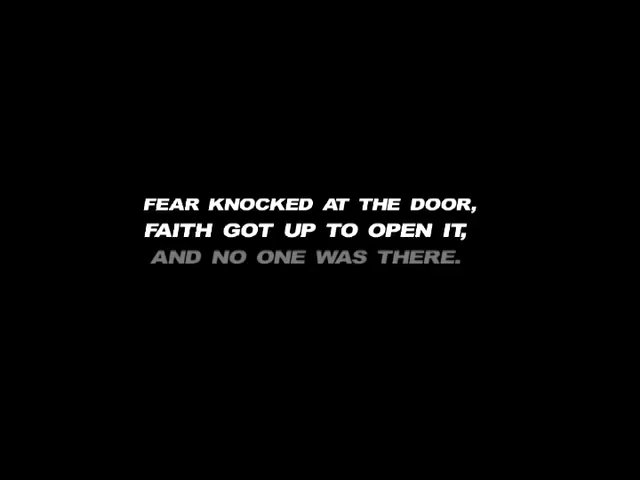 FEAR KNOCKED AT THE DOOR,
FAITH GOT UP TO OPEN IT,
AND NO ONE WAS THERE.